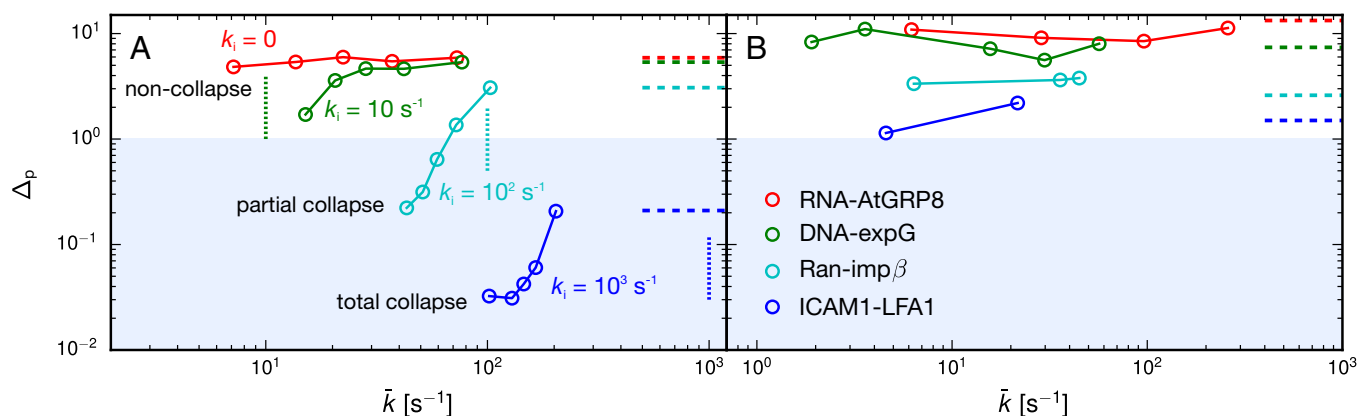 A
B
10¹
10⁰
10⁻¹
10⁻²
Δₚ
kᵢ = 0
non-collapse
kᵢ = 10 s⁻¹
kᵢ = 10² s⁻¹
partial collapse
kᵢ = 10³ s⁻¹
total collapse
RNA-AtGRP8
DNA-expG
Ran-imp β
ICAM1-LFA1
10¹ 10² 10³
10⁰ 10¹ 10² 10³
k̄ [s⁻¹]
k̄ [s⁻¹]